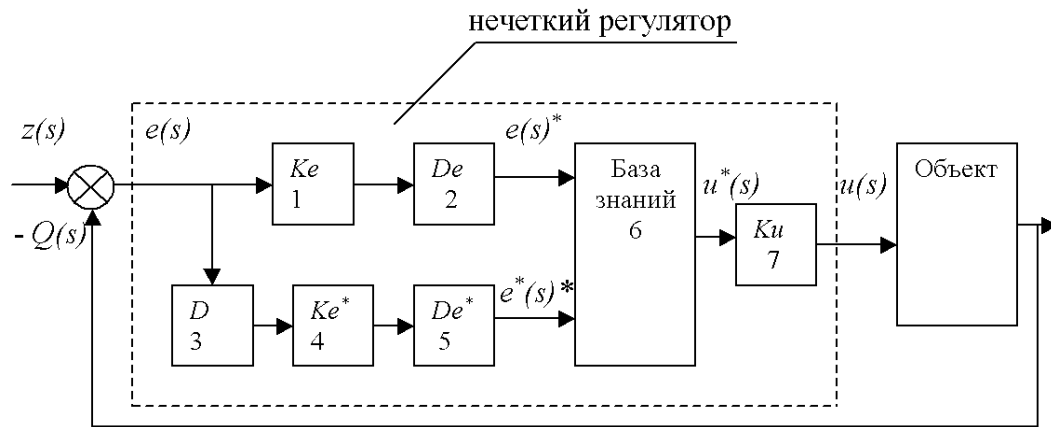 нечеткий регулятор
z(s)
e(s)
- Q(s)
Ke
1
De
2
e(s)*
База
знаний
6
u*(s)
Ku
7
u(s)
Объект
D
3
Ke*
4
De*
5
e*(s)*